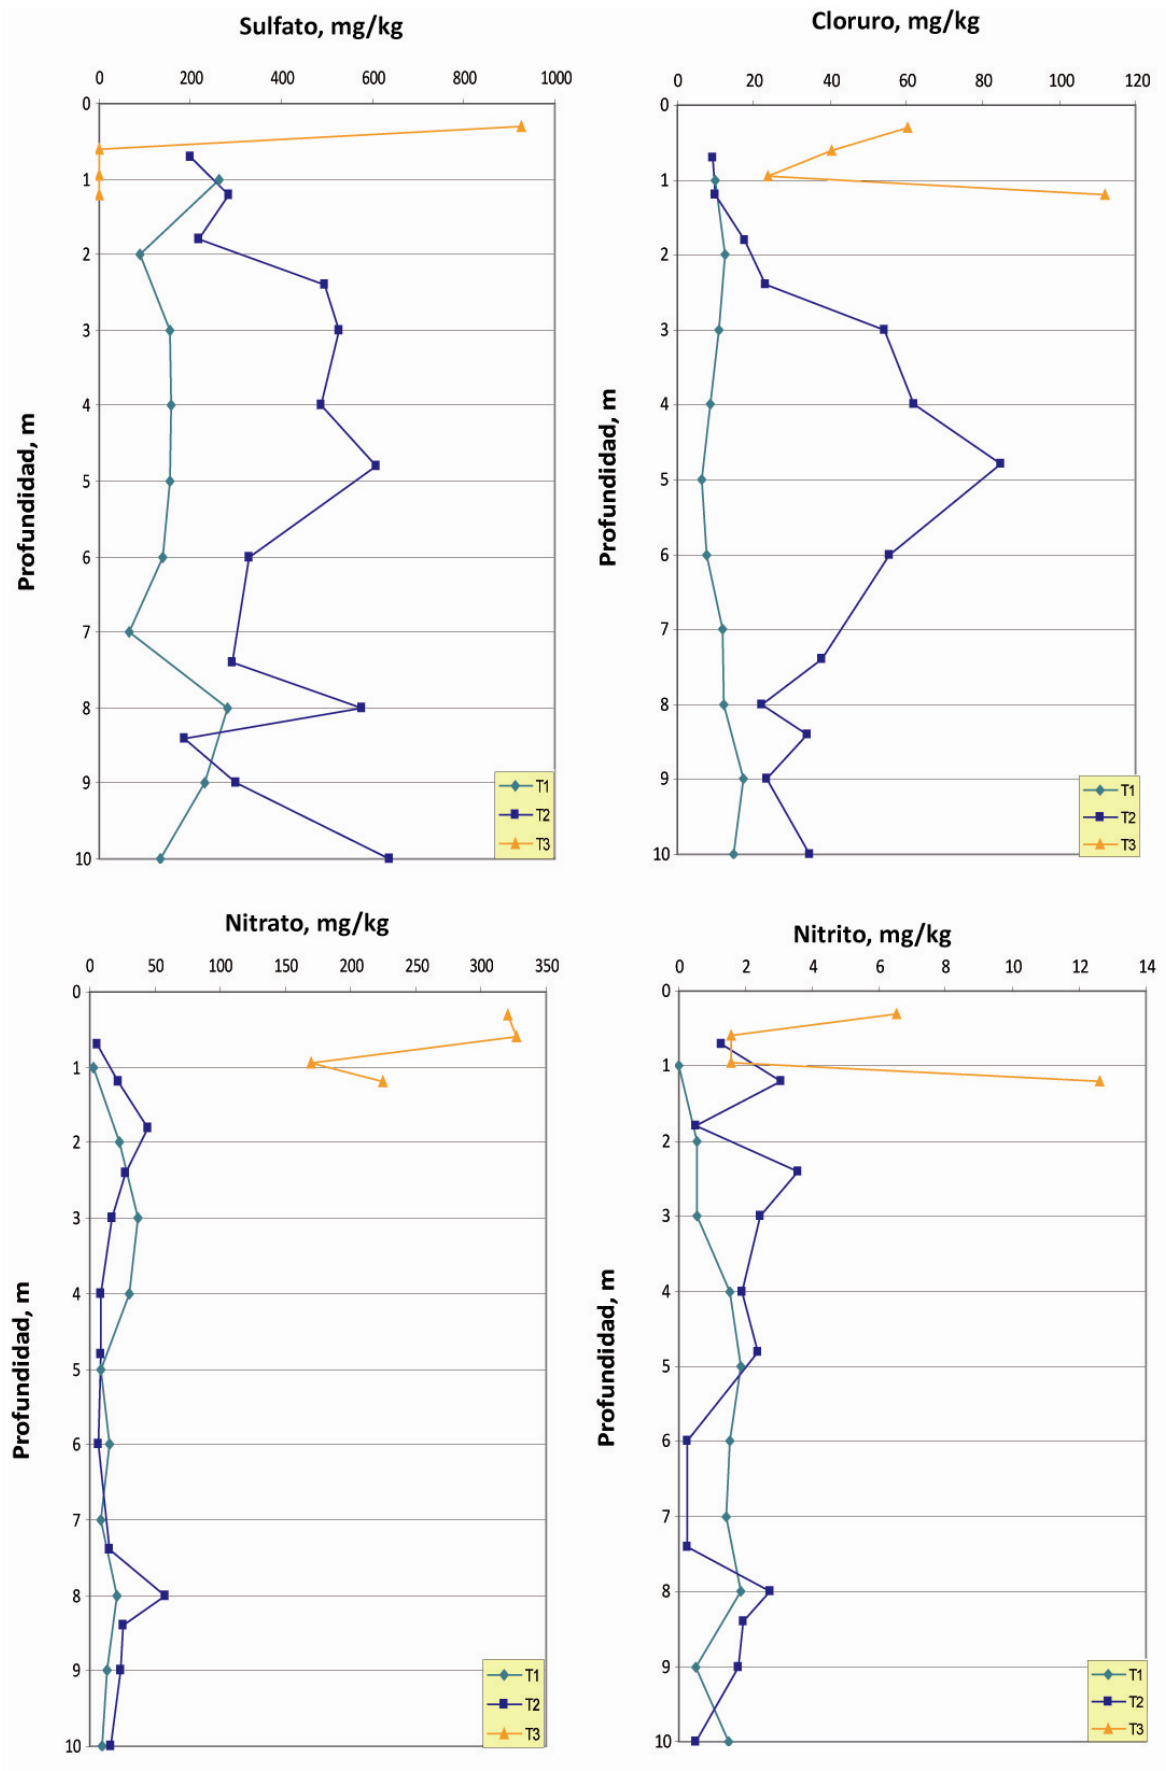 Sulfato, mg/kg
0 200 400 600 800 1000
0
1
2
3
4
5
6
7
8
9
10
Profundidad, m
T1
T2
T3
Cloruro, mg/kg
0 20 40 60 80 100 120
0
1
2
3
4
5
6
7
8
9
10
Profundidad, m
T1
T2
T3
Nitrato, mg/kg
0 50 100 150 200 250 300 350
0
1
2
3
4
5
6
7
8
9
10
Profundidad, m
T1
T2
T3
Nitrito, mg/kg
0 2 4 6 8 10 12 14
0
1
2
3
4
5
6
7
8
9
10
Profundidad, m
T1
T2
T3